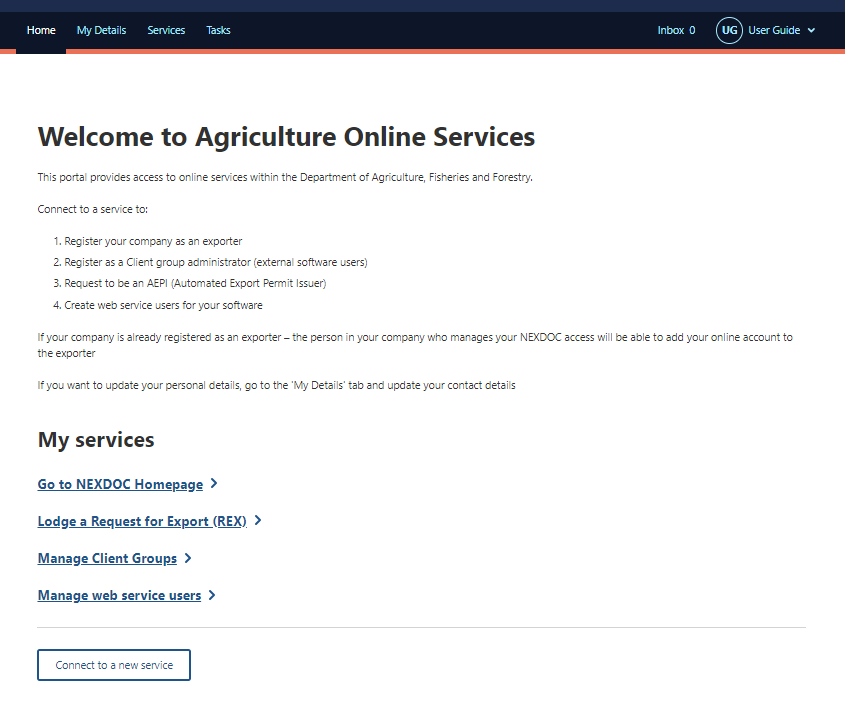 Home My Details Services Tasks Inbox 0 UG User Guide
Welcome to Agriculture Online Services
This portal provides access to online services within the Department of Agriculture, Fisheries and Forestry.
Connect to a service to:
1. Register your company as an exporter
2. Register as a Client group administrator (external software users)
3. Request to be an AEPI (Automated Export Permit Issuer)
4. Create web service users for your software
If your company is already registered as an exporter – the person in your company who manages your NEXDOC access will be able to add your online account to
the exporter
If you want to update your personal details, go to the 'My Details' tab and update your contact details
My services
Go to NEXDOC Homepage
Lodge a Request for Export (REX)
Manage Client Groups
Manage web service users
Connect to a new service